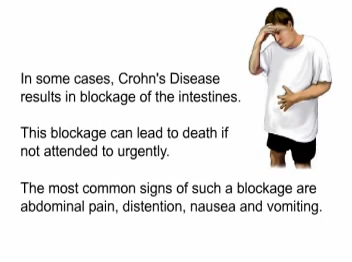 In some cases, Crohn's Disease
results in blockage of the intestines.
This blockage can lead to death if
not attended to urgently.
The most common signs of such a blockage are
abdominal pain, distention, nausea and vomiting.